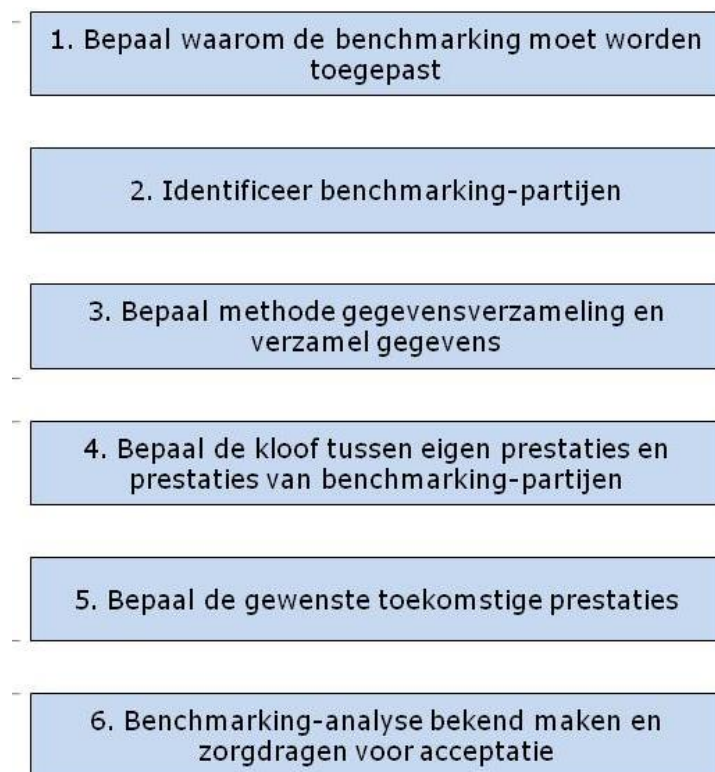 1. Bepaal waarom de benchmarking moet worden
toegepast
2. Identificeer benchmarking-partijen
3. Bepaal methode gegevensverzameling en
verzamel gegevens
4. Bepaal de kloof tussen eigen prestaties en
prestaties van benchmarking-partijen
5. Bepaal de gewenste toekomstige prestaties
6. Benchmarking-analyse bekend maken en
zorgdragen voor acceptatie